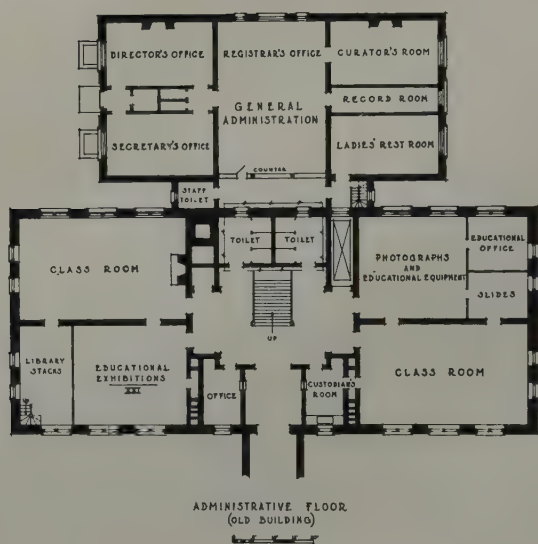 DIRECTOR'S OFFICE
REGISTRAR'S OFFICE
CURATOR'S ROOM
RECORD ROOM
GENERAL
ADMINISTRATION
SECRETARY'S OFFICE
LADIES' REST ROOM
COUNTER
STAFF
TOILET
TOILET
TOILET
CLASS ROOM
PHOTOGRAPHS
AND
EDUCATIONAL EQUIPMENT
EDUCATIONAL
OFFICE
SLIDES
UP
LIBRARY
STACKS
EDUCATIONAL
EXHIBITIONS
XXI
OFFICE
CUSTODIAN'S
ROOM
CLASS ROOM
ADMINISTRATIVE FLOOR
(OLD BUILDING)